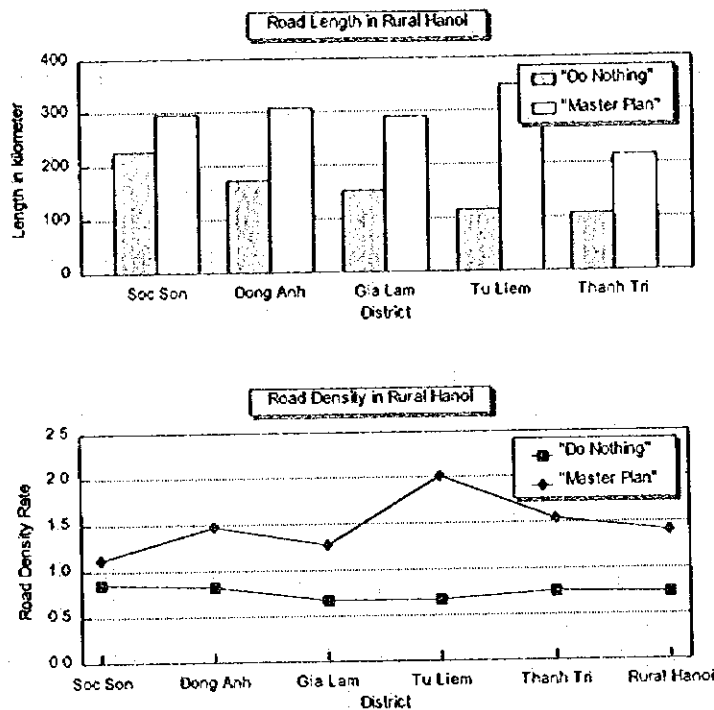 Road Length in Rural Hanoi
400
300
200
100
0
Length in Kilometer
"Do Nothing"
"Master Plan"
Soc Son Dong Anh Gia Lam Tu Liem Thanh Tri
District
Road Density in Rural Hanoi
2.5
2.0
1.5
1.0
0.5
0.0
Road Density Rate
"Do Nothing"
"Master Plan"
Soc Son Dong Anh Gia Lam Tu Liem Thanh Tri Rural Hanoi
District